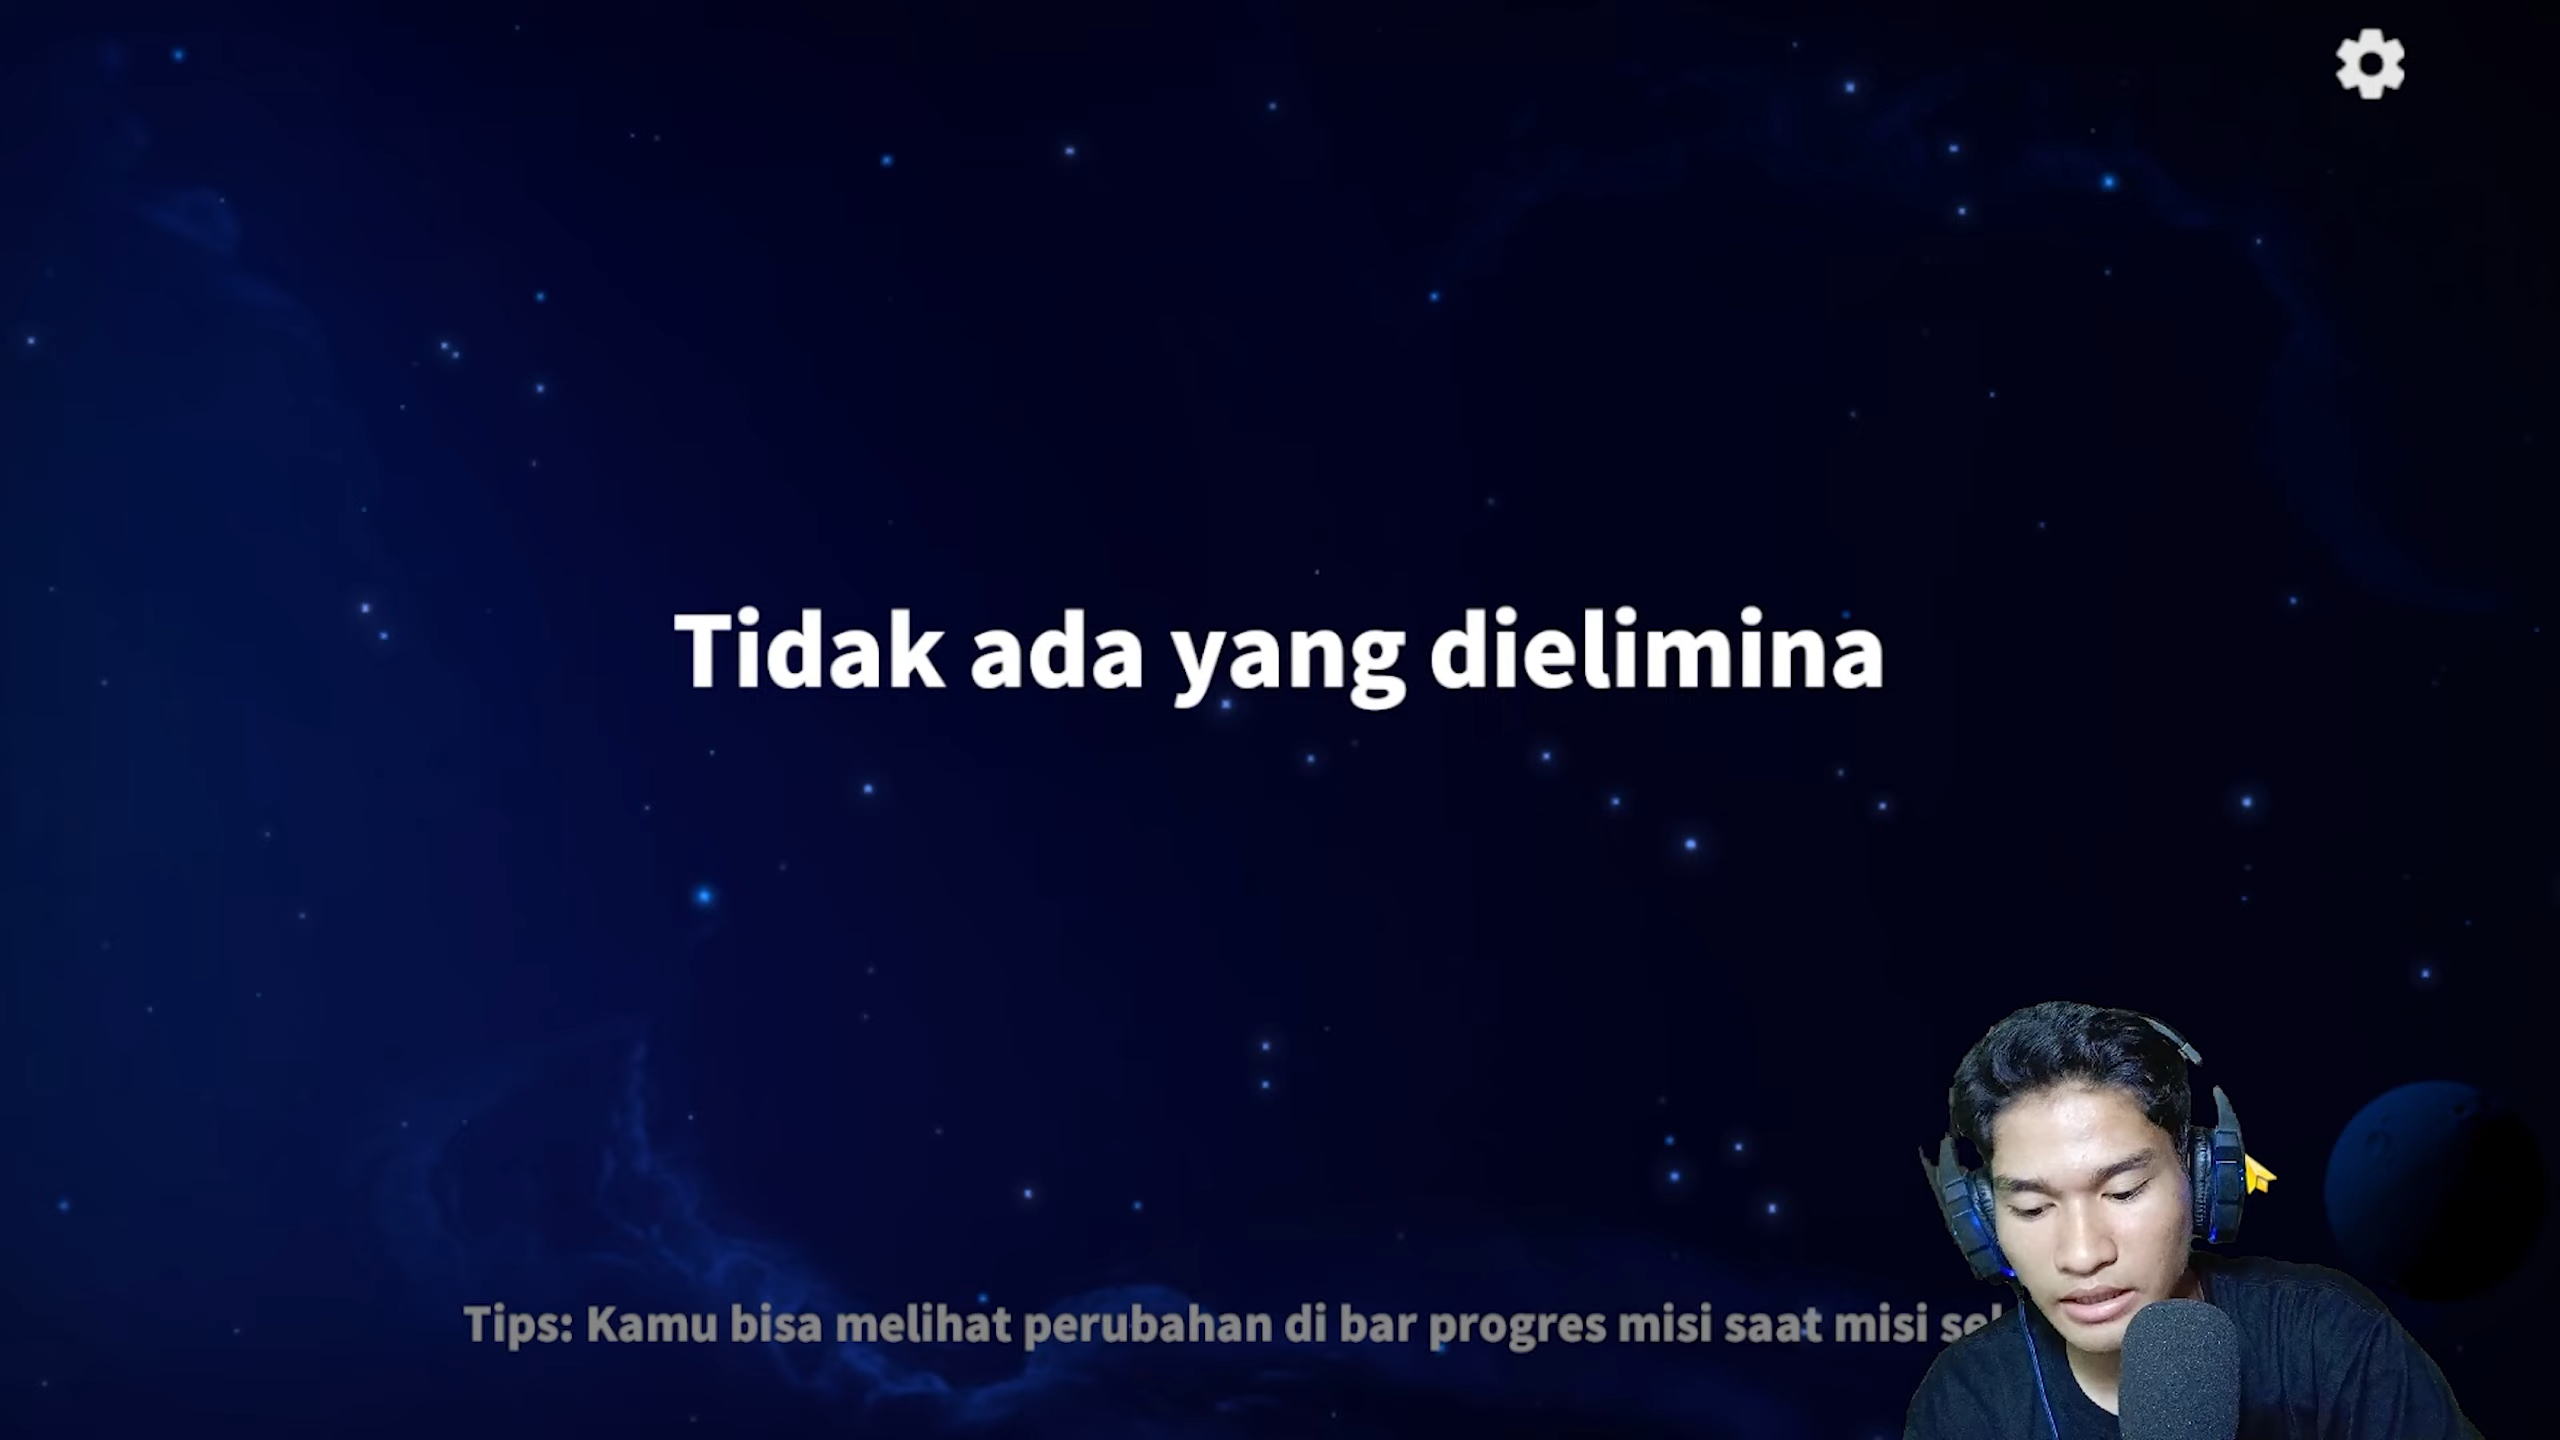 Tidak ada yang dielimina
Tips: Kamu bisa melihat perubahan di bar progres misi saat misi